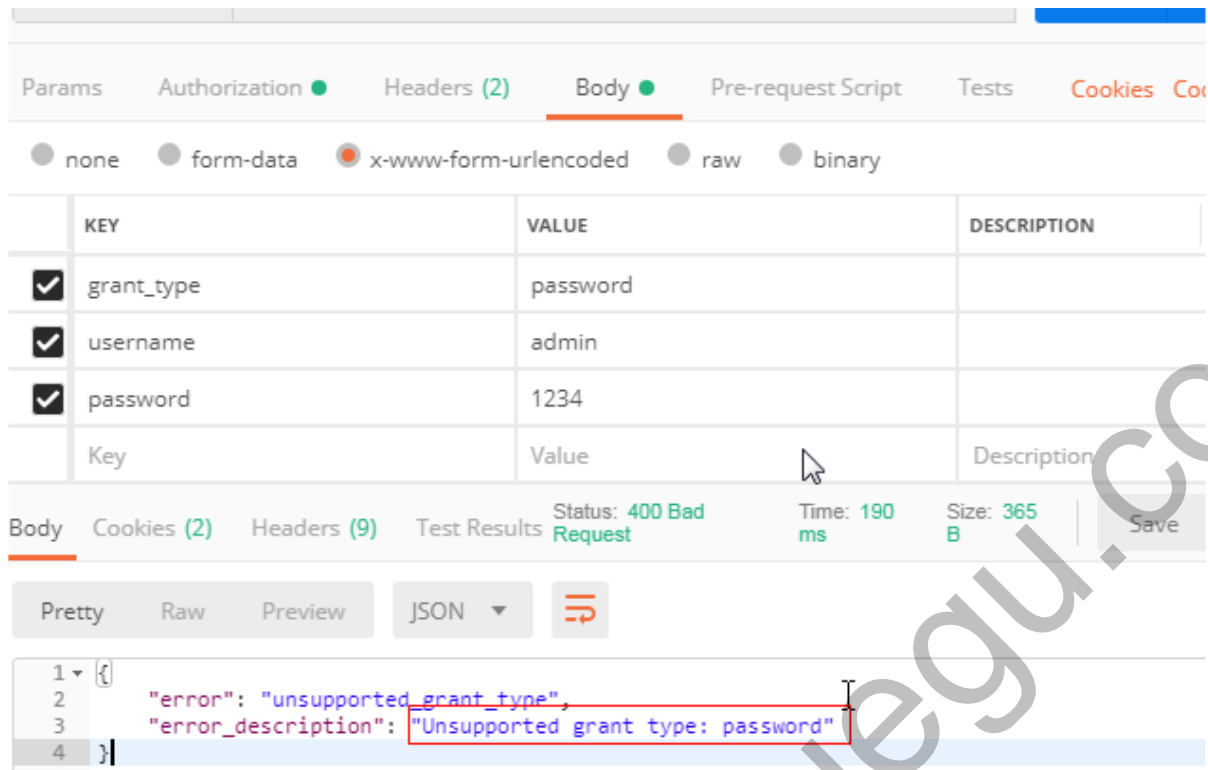 Params Authorization Headers (2) Body Pre-request Script Tests Cookies
none form-data x-www-form-urlencoded raw binary
KEY VALUE DESCRIPTION
grant_type password
username admin
password 1234
Key Value Description
Body Cookies (2) Headers (9) Test Results Status: 400 Bad Request Time: 190 ms Size: 365 B Save
Pretty Raw Preview JSON
1 {
2 "error": "unsupported_grant_type",
3 "error_description": "Unsupported grant type: password"
4 }